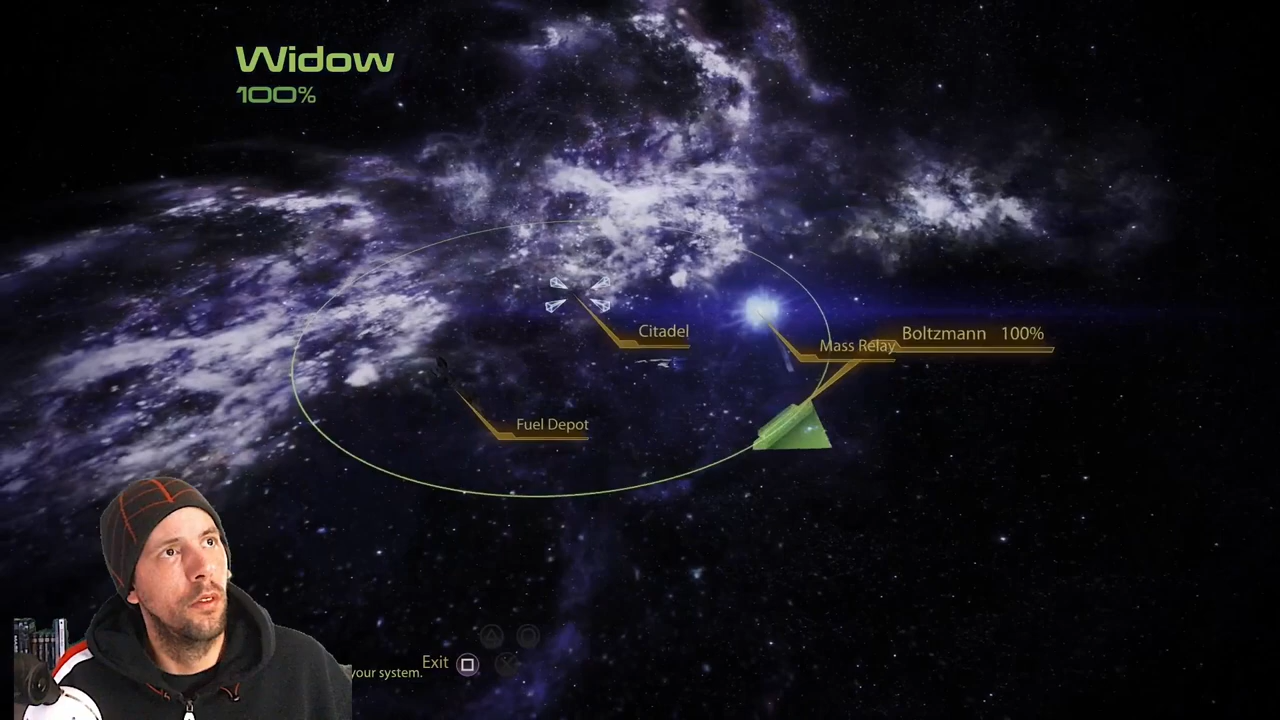 Widow
100%
Citadel
Boltzmann 100%
Mass Relay
Fuel Depot
Exit
your system.